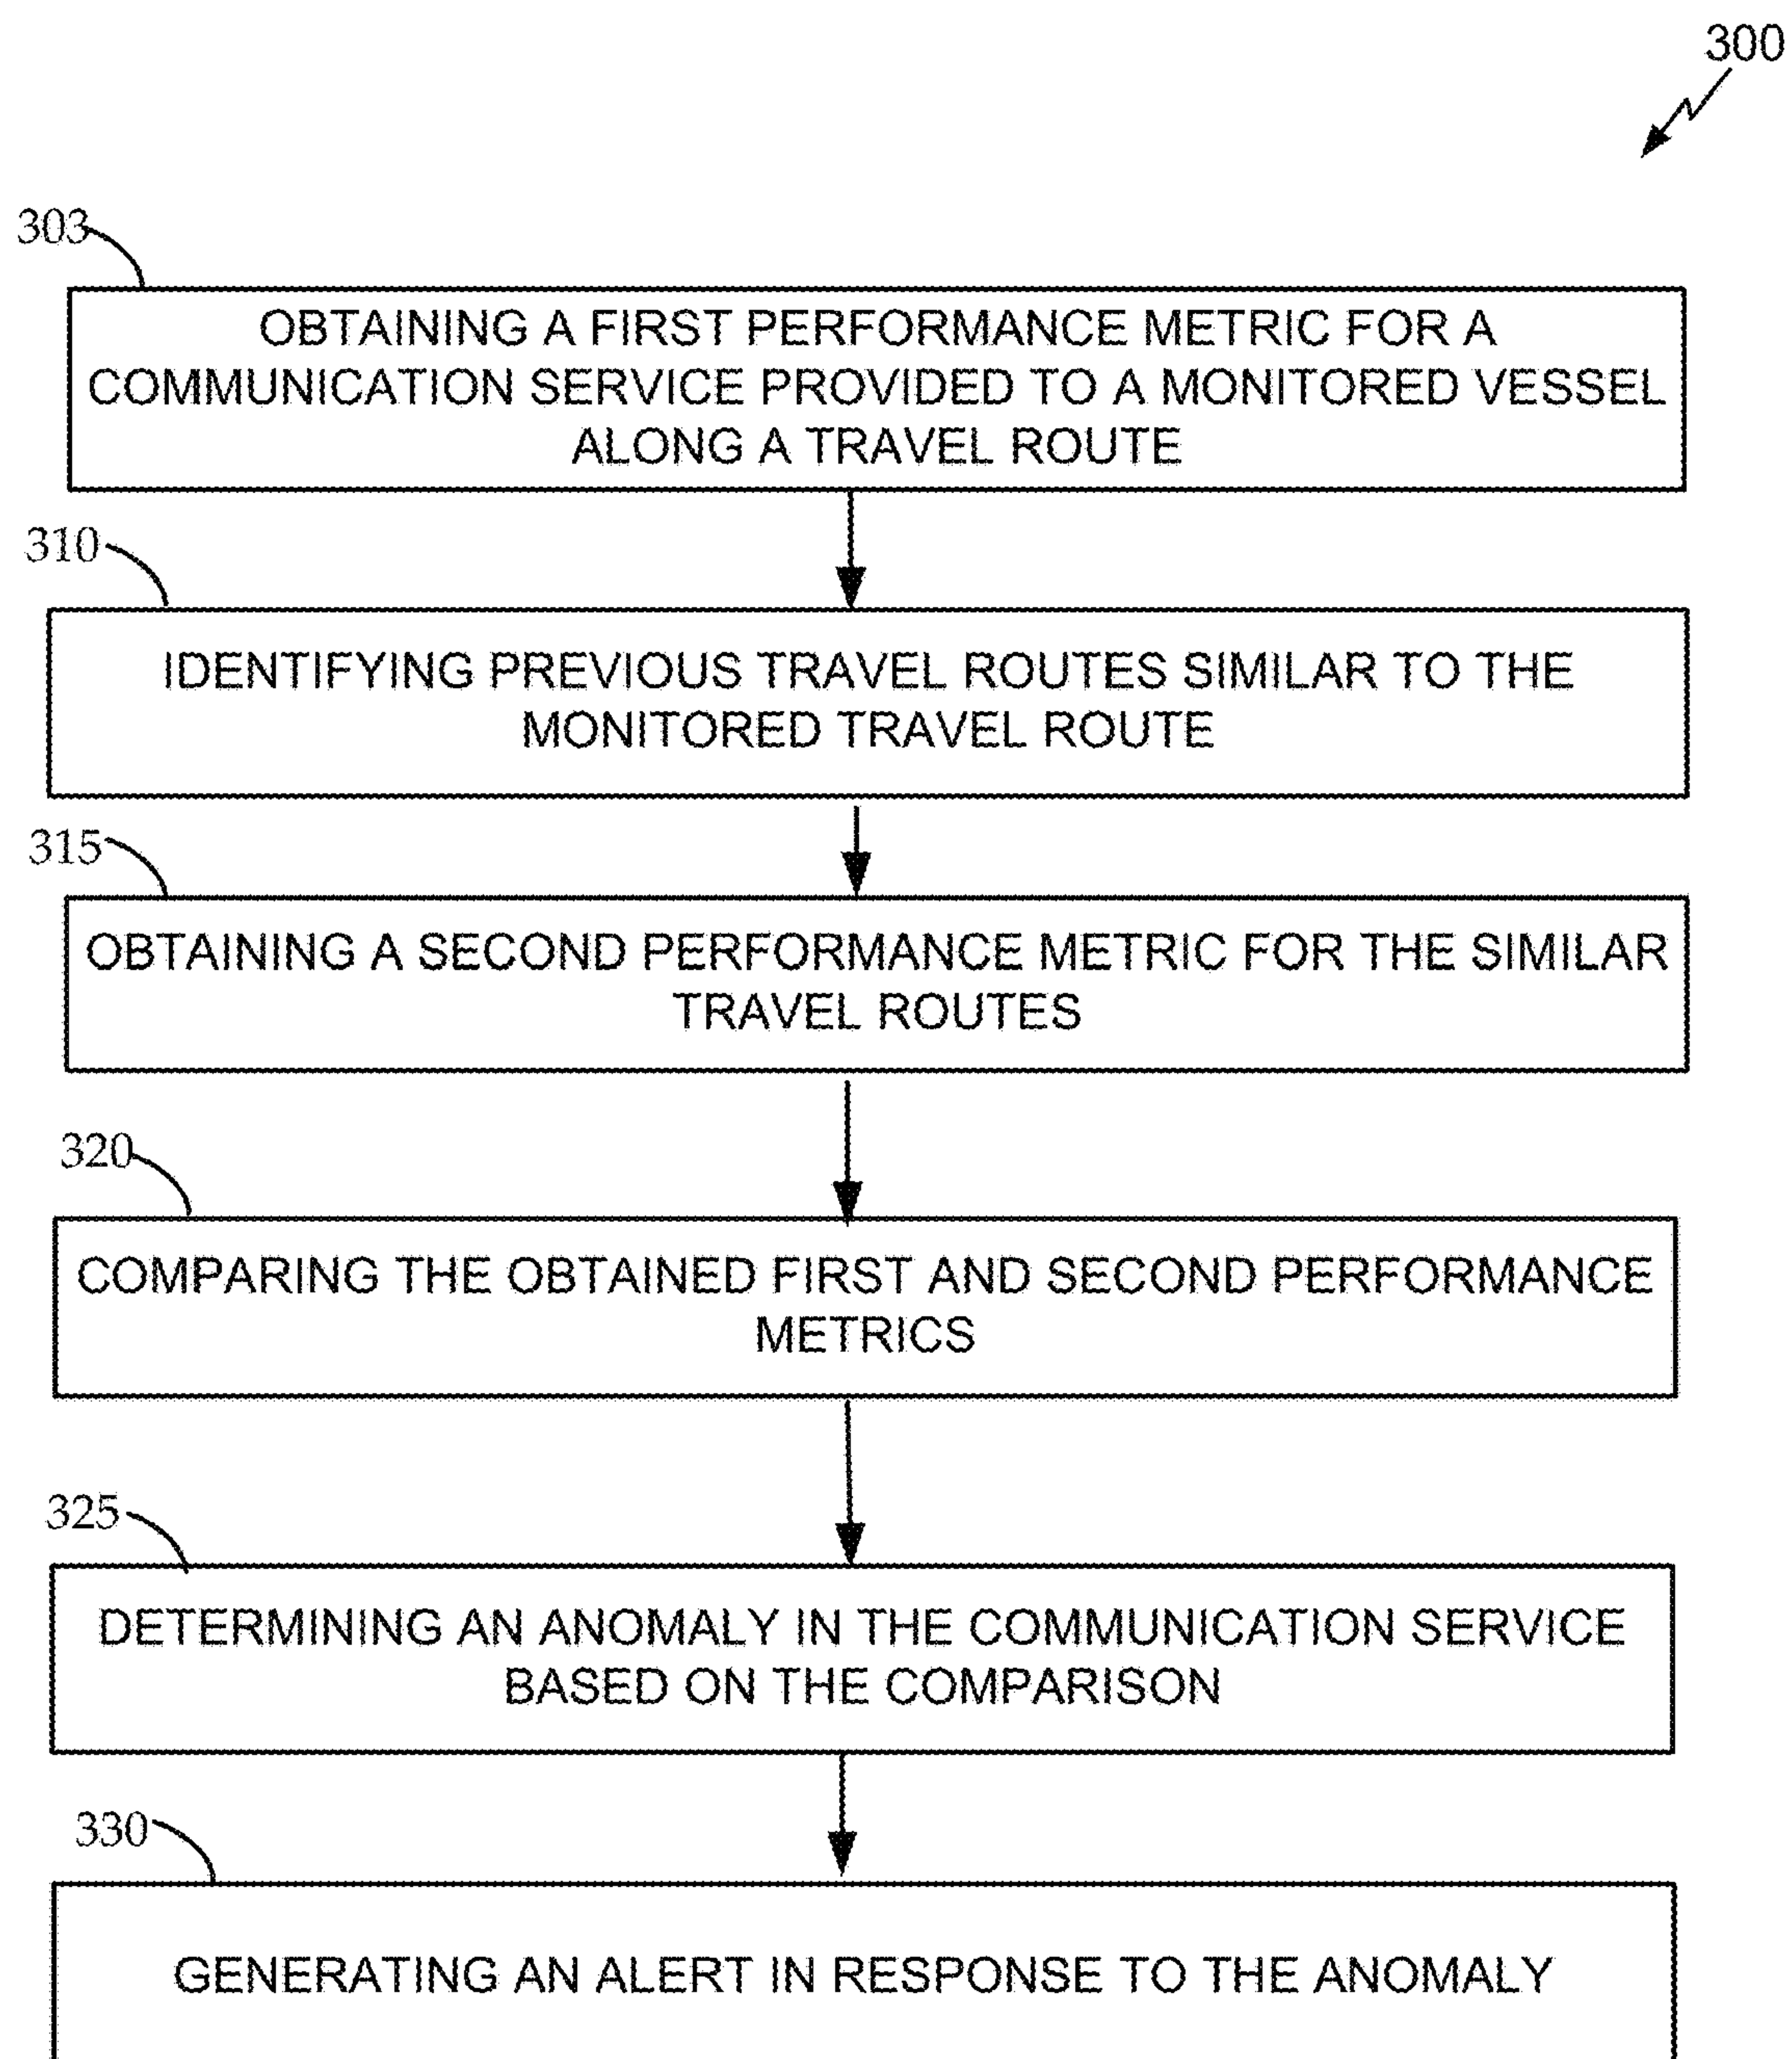 300
303
OBTAINING A FIRST PERFORMANCE METRIC FOR A
COMMUNICATION SERVICE PROVIDED TO A MONITORED VESSEL
ALONG A TRAVEL ROUTE
310
IDENTIFYING PREVIOUS TRAVEL ROUTES SIMILAR TO THE
MONITORED TRAVEL ROUTE
315
OBTAINING A SECOND PERFORMANCE METRIC FOR THE SIMILAR
TRAVEL ROUTES
320
COMPARING THE OBTAINED FIRST AND SECOND PERFORMANCE
METRICS
325
DETERMINING AN ANOMALY IN THE COMMUNICATION SERVICE
BASED ON THE COMPARISON
330
GENERATING AN ALERT IN RESPONSE TO THE ANOMALY